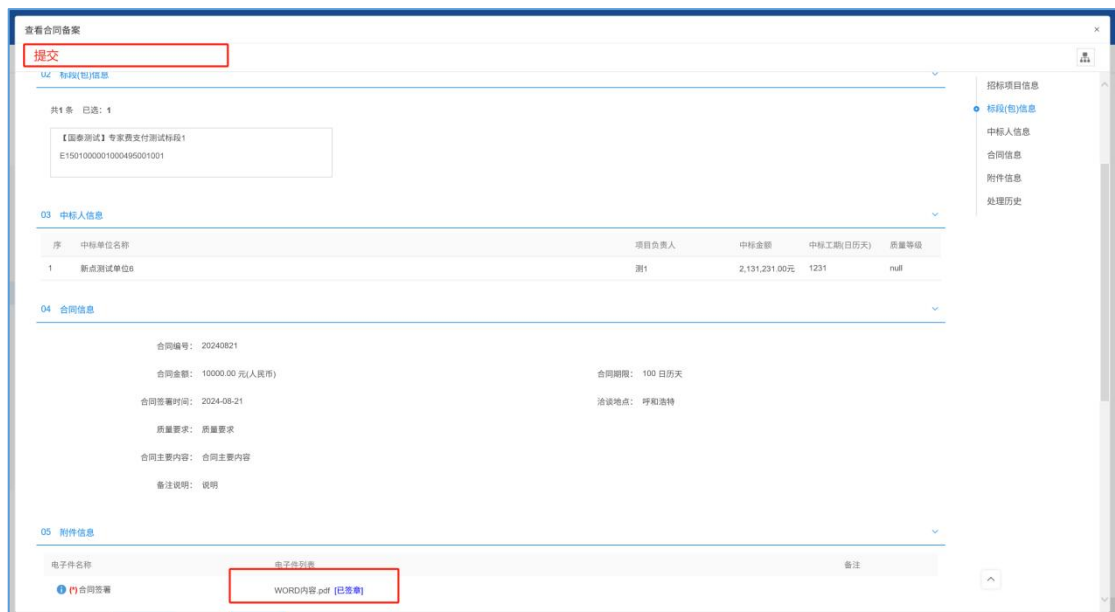 查看合同备案 ×
提交
02 标段(包)信息
共1 条 已选：1
【国泰测试】专家费支付测试标段1
E1501000001000495001001
03 中标人信息
序 中标单位名称 项目负责人 中标金额 中标工期(日历天) 质量等级
1 新点测试单位6 测1 2,131,231.00元 1231 null
04 合同信息
合同编号： 20240821
合同金额： 10000.00 元(人民币) 合同期限： 100 日历天
合同签署时间： 2024-08-21 洽谈地点： 呼和浩特
质量要求： 质量要求
合同主要内容： 合同主要内容
备注说明： 说明
05 附件信息
电子件名称 电子件列表 备注
(*) 合同签署 WORD内容.pdf [已签章]
招标项目信息
标段(包)信息
中标人信息
合同信息
附件信息
处理历史